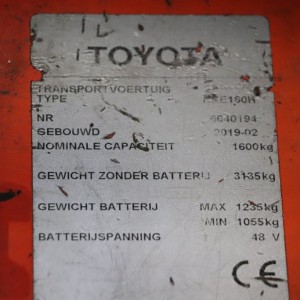 TOYOTA
TRANSPORTVOERTUIG
TYPE
NR 6640194
GEBOUWD 2019-02
NOMINALE CAPACITEIT 1600kg
GEWICHT ZONDER BATTERIJ 3135kg
GEWICHT BATTERIJ MAX 1235kg
MIN 1055kg
BATTERIJSPANNING 48 V
CE